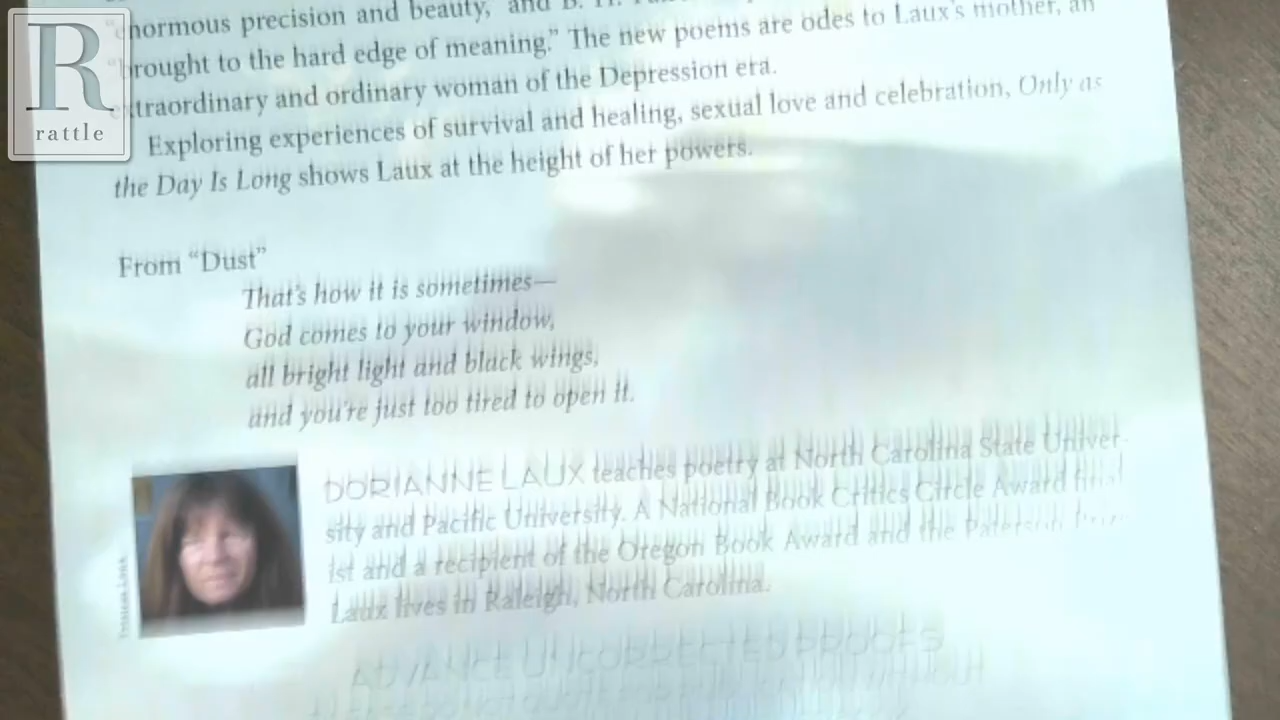 R
rattle
enormous precision and beauty," and B. H.
"brought to the hard edge of meaning." The new poems are odes to Laux's mother, an
extraordinary and ordinary woman of the Depression era.
Exploring experiences of survival and healing, sexual love and celebration, Only as
the Day Is Long shows Laux at the height of her powers.
From “Dust”
That's how it is sometimes—
God comes to your window,
all bright light and black wings,
and you're just too tired to open it.
DORIANNE LAUX teaches poetry at North Carolina State Univer-
sity and Pacific University. A National Book Critics Circle Award final-
ist and a recipient of the Oregon Book Award and the Paterson
Laux lives in Raleigh, North Carolina.
ADVANCE UNCORRECTED PROOFS